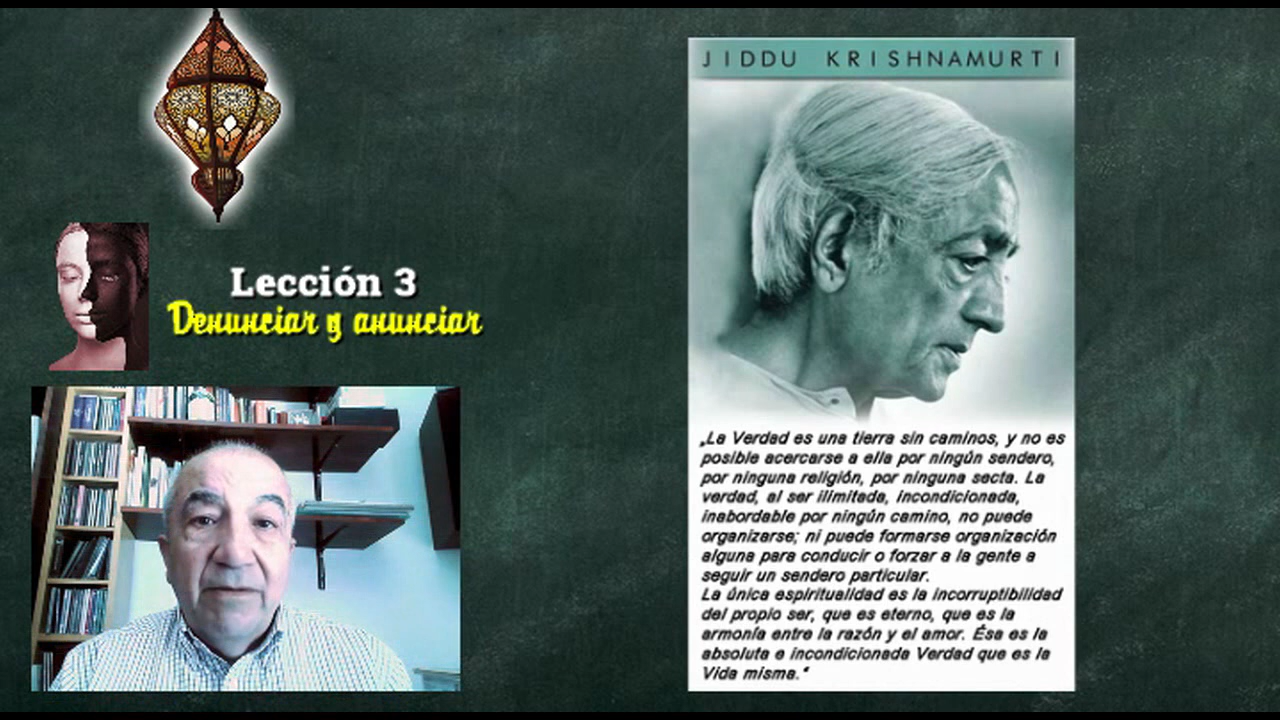 JIDDU KRISHNAMURTI
Lección 3
Denunciar y anunciar
„La Verdad es una tierra sin caminos, y no es
posible acercarse a ella por ningún sendero,
por ninguna religión, por ninguna secta. La
verdad, al ser ilimitada, incondicionada,
inabordable por ningún camino, no puede
organizarse; ni puede formarse organización
alguna para conducir o forzar a la gente a
seguir un sendero particular.
La única espiritualidad es la incorruptibilidad
del propio ser, que es eterno, que es la
armonía entre la razón y el amor. Ésa es la
absoluta e incondicionada Verdad que es la
Vida misma.“